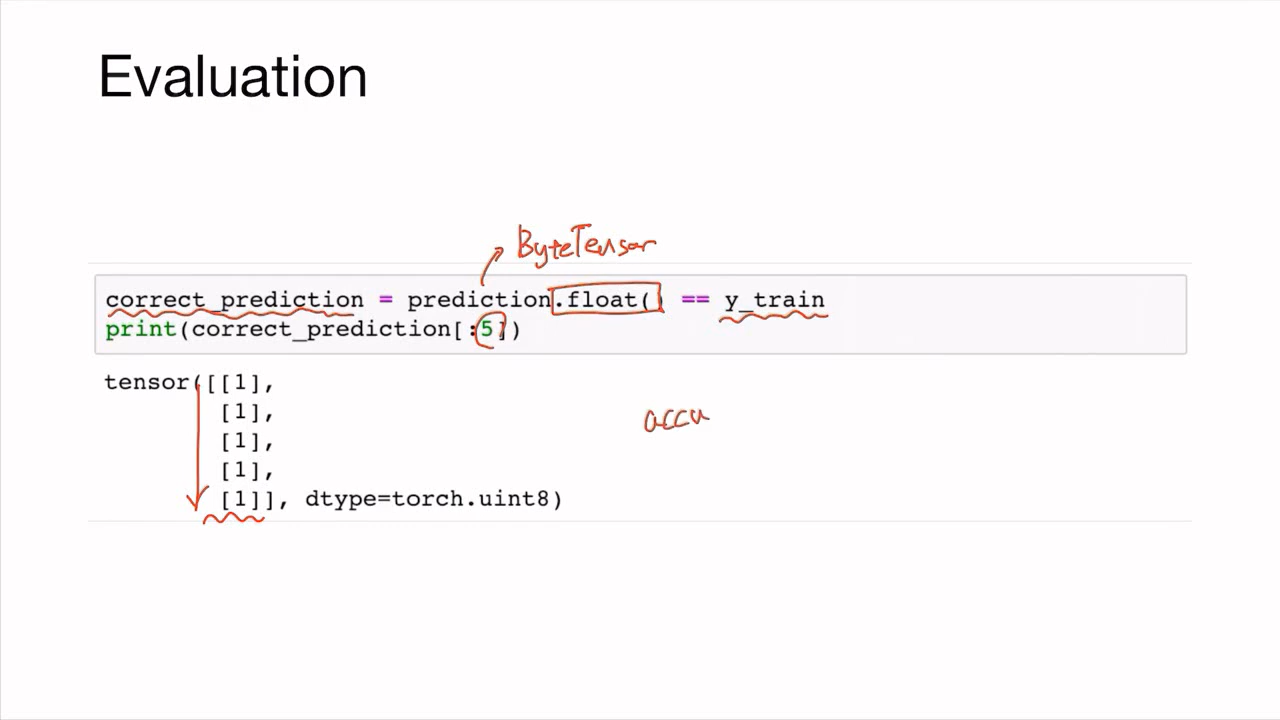 Evaluation
ByteTensor
correct_prediction = prediction.float() == y_train
print(correct_prediction[:5])
tensor([[1],
[1],
[1],
[1],
[1]], dtype=torch.uint8)
accu